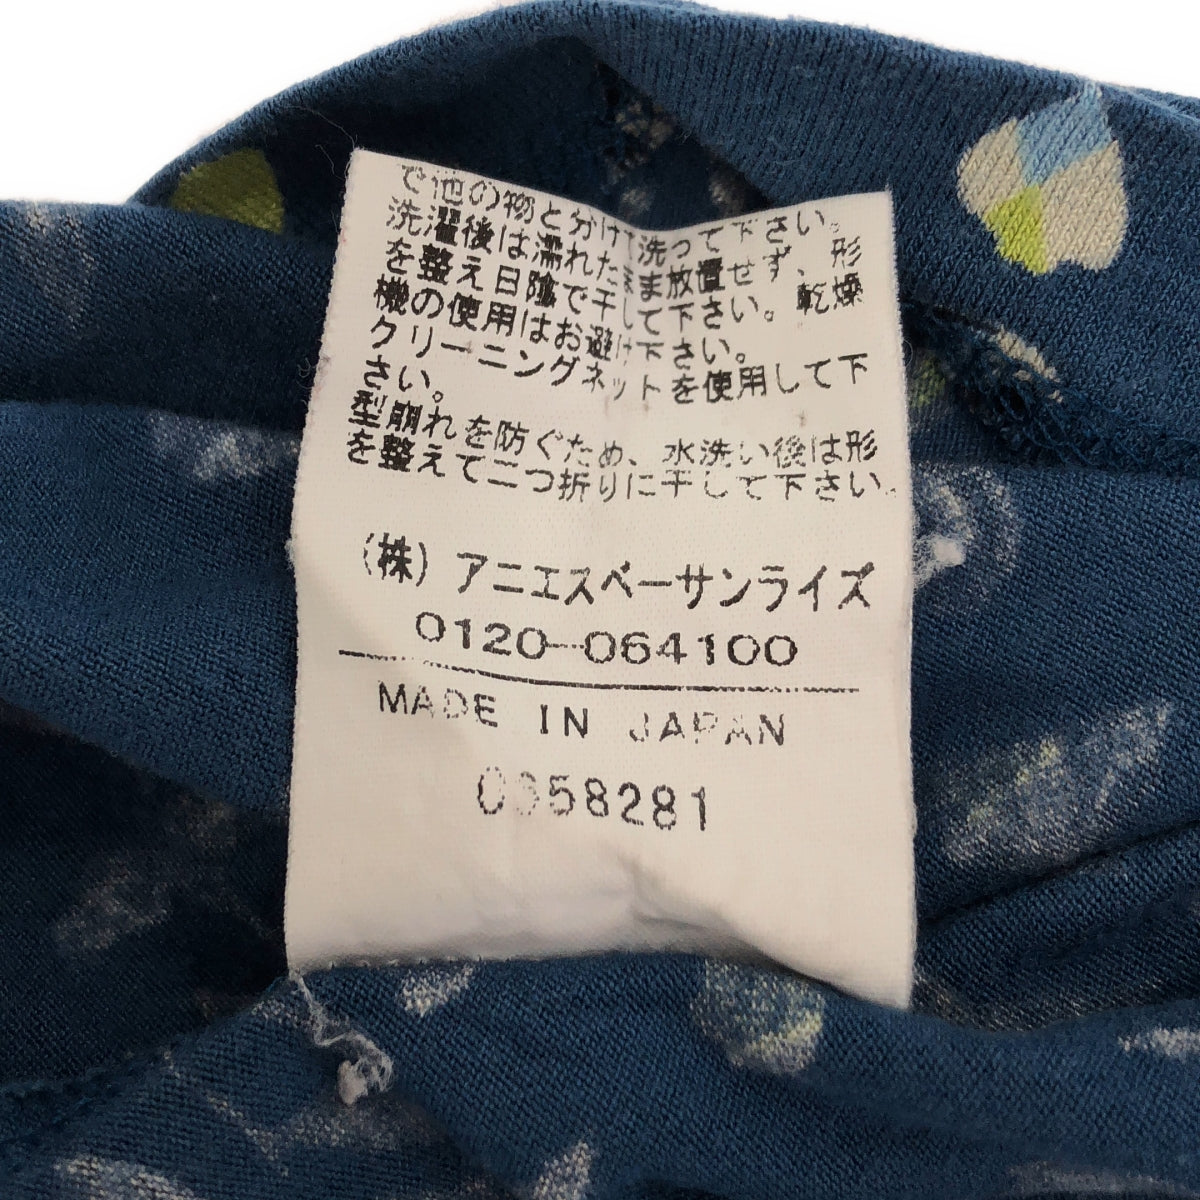 で他の物と分けて洗って下さい。
洗濯後は濡れたまま放置せず、形
を整え日陰で干して下さい。乾燥
機の使用はお避け下さい。
クリーニングネットを使用して下
さい。
型崩れを防ぐため、水洗い後は形
を整えて二つ折りに干して下さい。
(株)アニエスベーサンライズ
0120-064100
MADE IN JAPAN
0358281